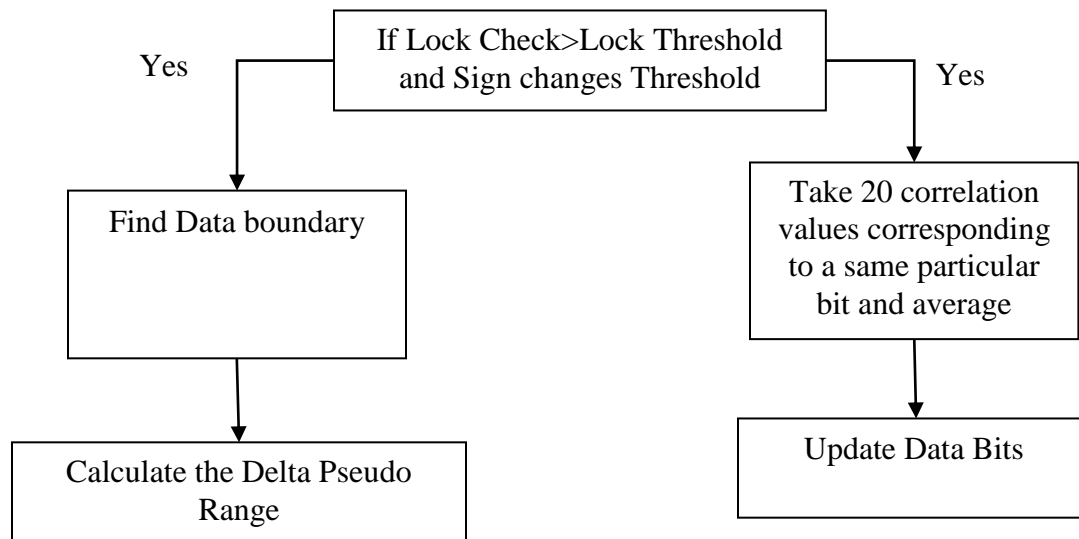 If Lock Check>Lock Threshold
and Sign changes Threshold
Yes
Yes
Find Data boundary
Take 20 correlation
values corresponding
to a same particular
bit and average
Calculate the Delta Pseudo
Range
Update Data Bits